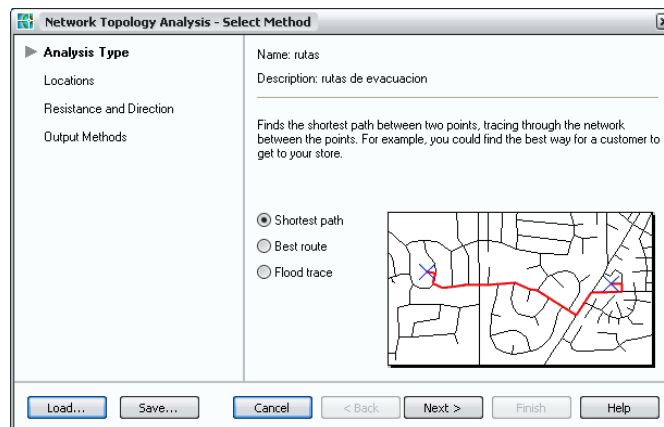 Network Topology Analysis - Select Method
Analysis Type
Locations
Resistance and Direction
Output Methods
Name: rutas
Description: rutas de evacuacion
Finds the shortest path between two points, tracing through the network
between the points. For example, you could find the best way for a customer to
get to your store.
Shortest path
Best route
Flood trace
Load...
Save...
Cancel
< Back
Next >
Finish
Help